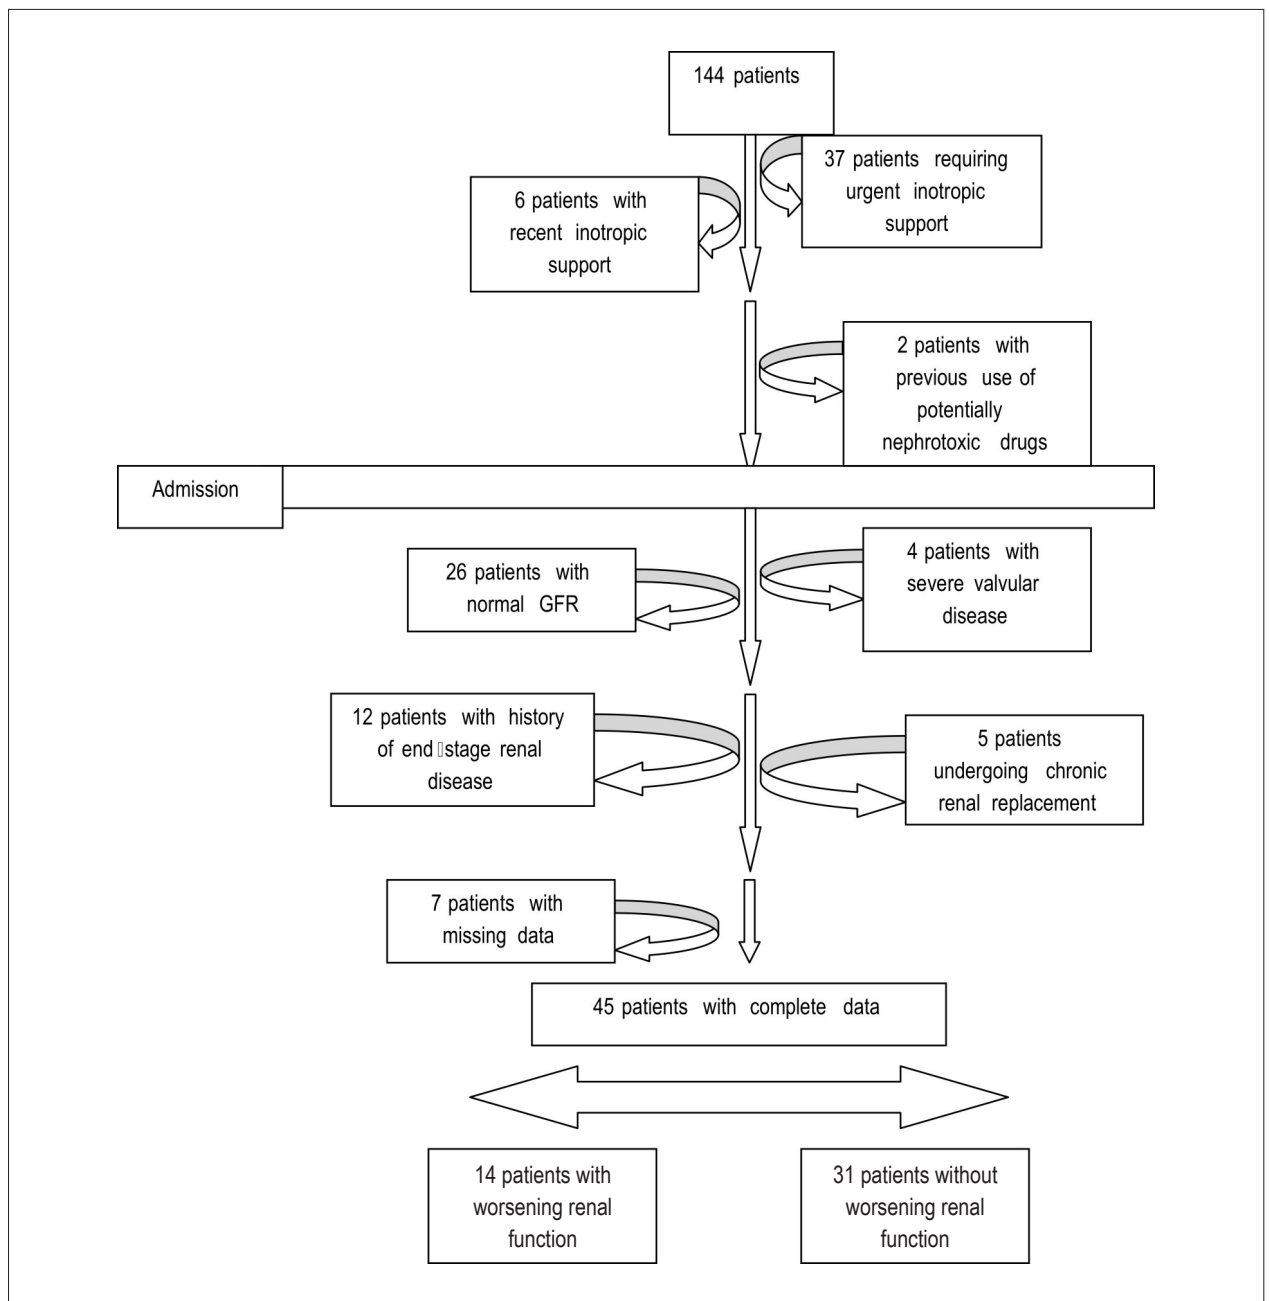 144 patients
37 patients requiring
urgent inotropic
support
6 patients with
recent inotropic
support
2 patients with
previous use of
potentially
nephrotoxic drugs
Admission
26 patients with
normal GFR
4 patients with
severe valvular
disease
12 patients with history
of end▯stage renal
disease
5 patients
undergoing chronic
renal replacement
7 patients with
missing data
45 patients with complete data
14 patients with
worsening renal
function
31 patients without
worsening renal
function